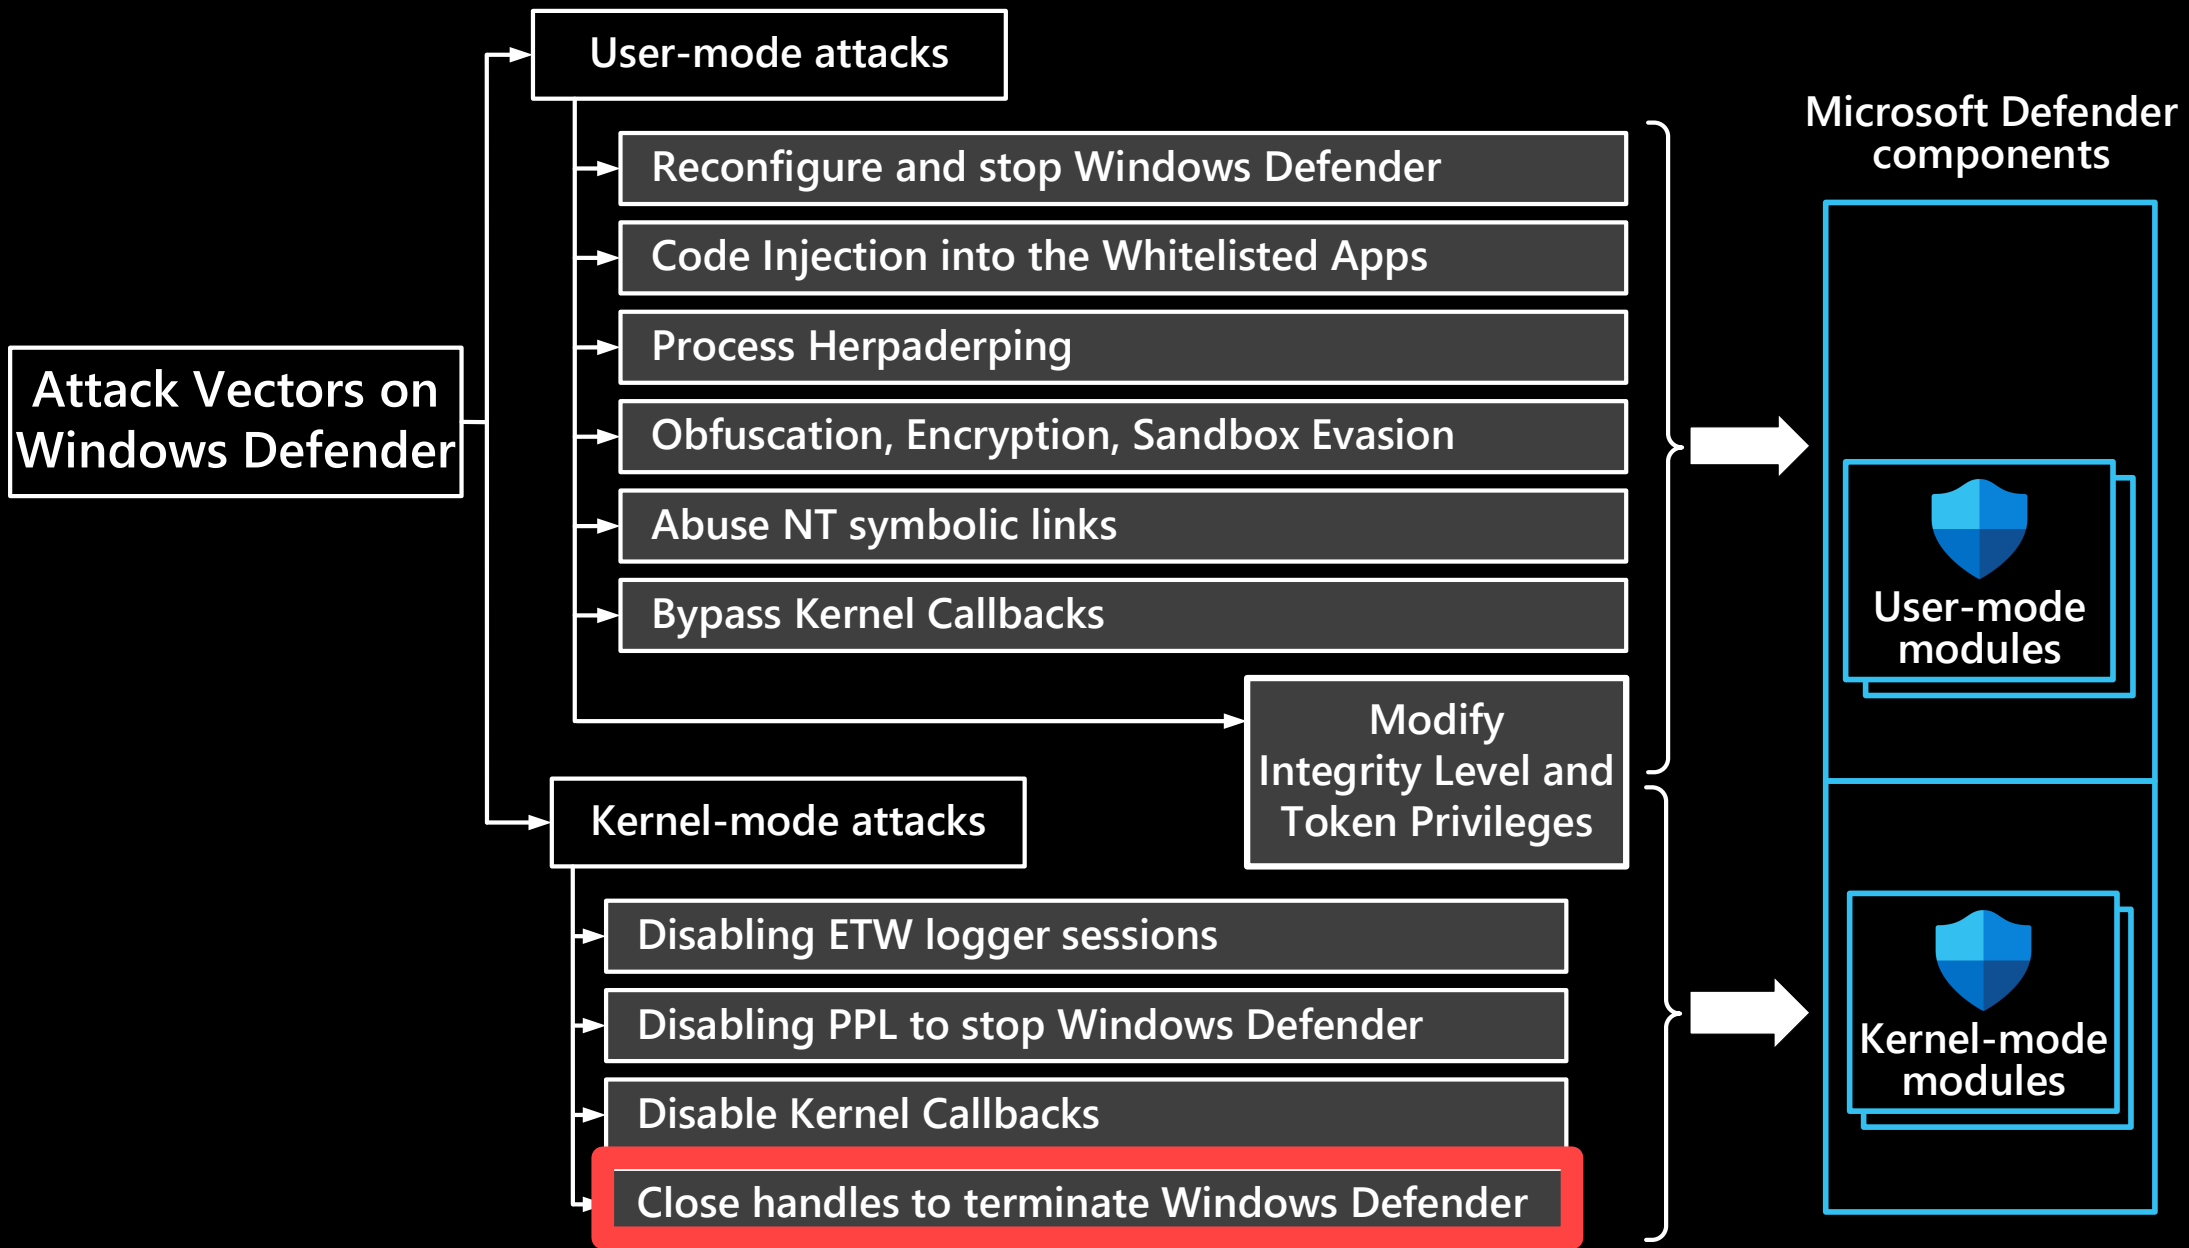 User-mode attacks
Reconfigure and stop Windows Defender
Code Injection into the Whitelisted Apps
Process Herpaderping
Obfuscation, Encryption, Sandbox Evasion
Abuse NT symbolic links
Bypass Kernel Callbacks
Modify
Integrity Level and
Token Privileges
Attack Vectors on
Windows Defender
Kernel-mode attacks
Disabling ETW logger sessions
Disabling PPL to stop Windows Defender
Disable Kernel Callbacks
Close handles to terminate Windows Defender
Microsoft Defender
components
User-mode
modules
Kernel-mode
modules